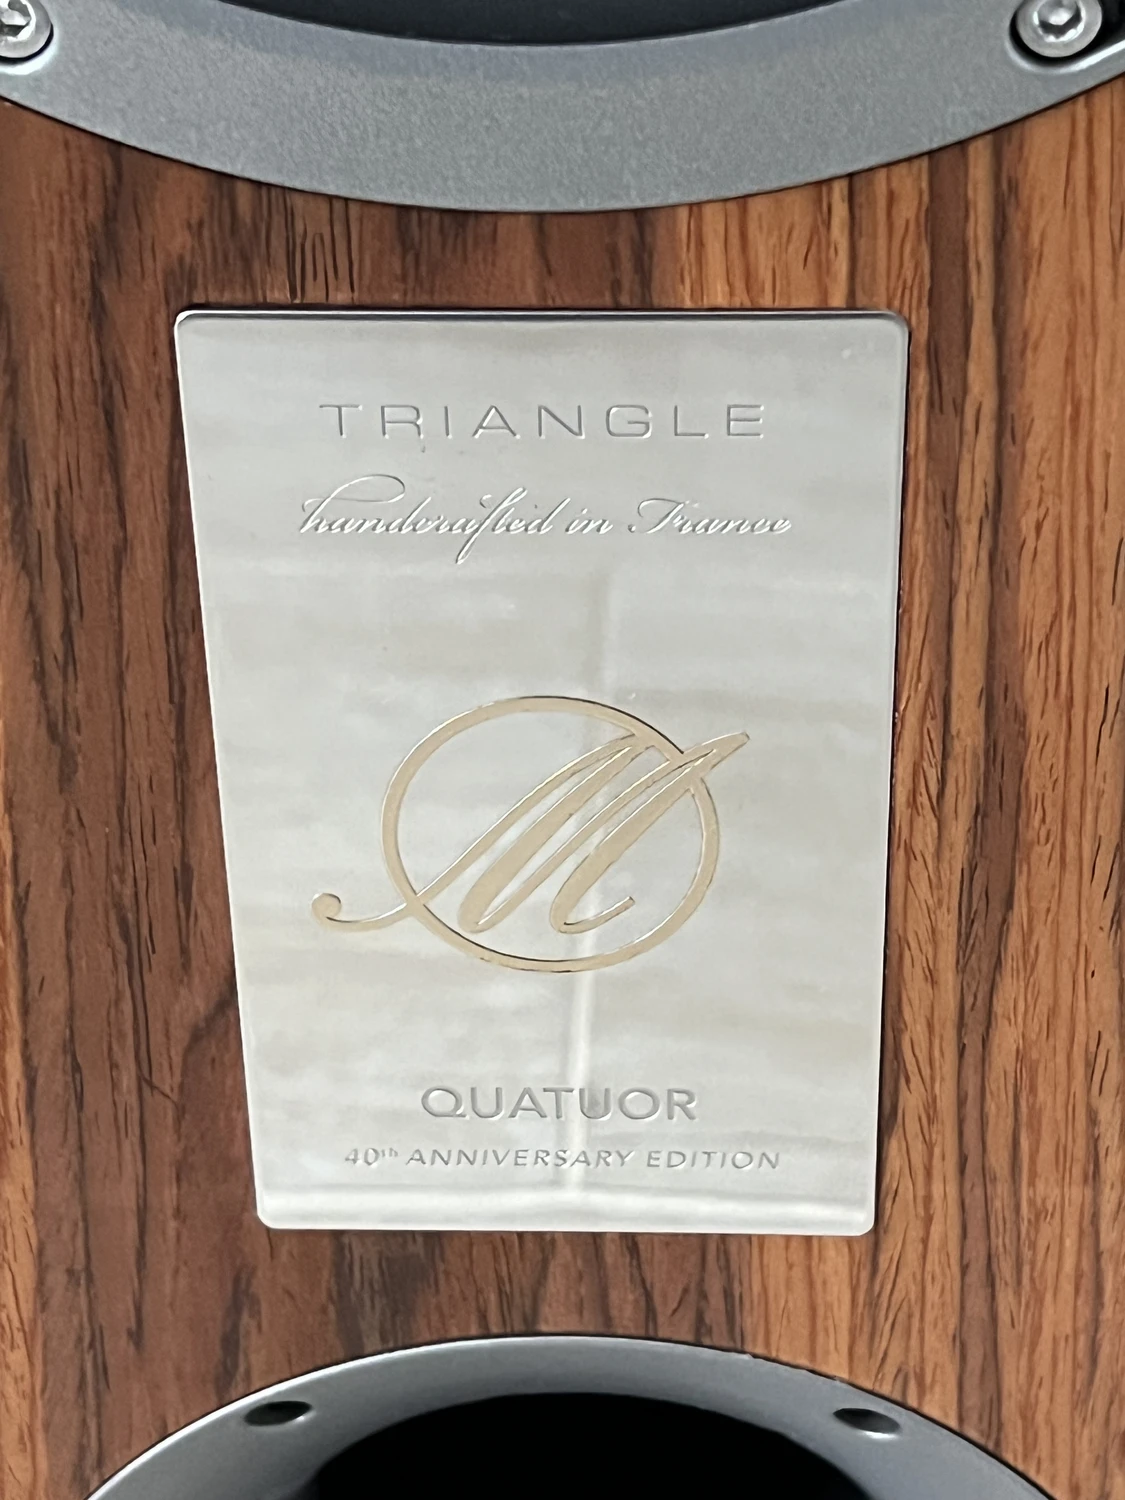 TRIANGLE
handcrafted in France
M
QUATUOR
40th ANNIVERSARY EDITION